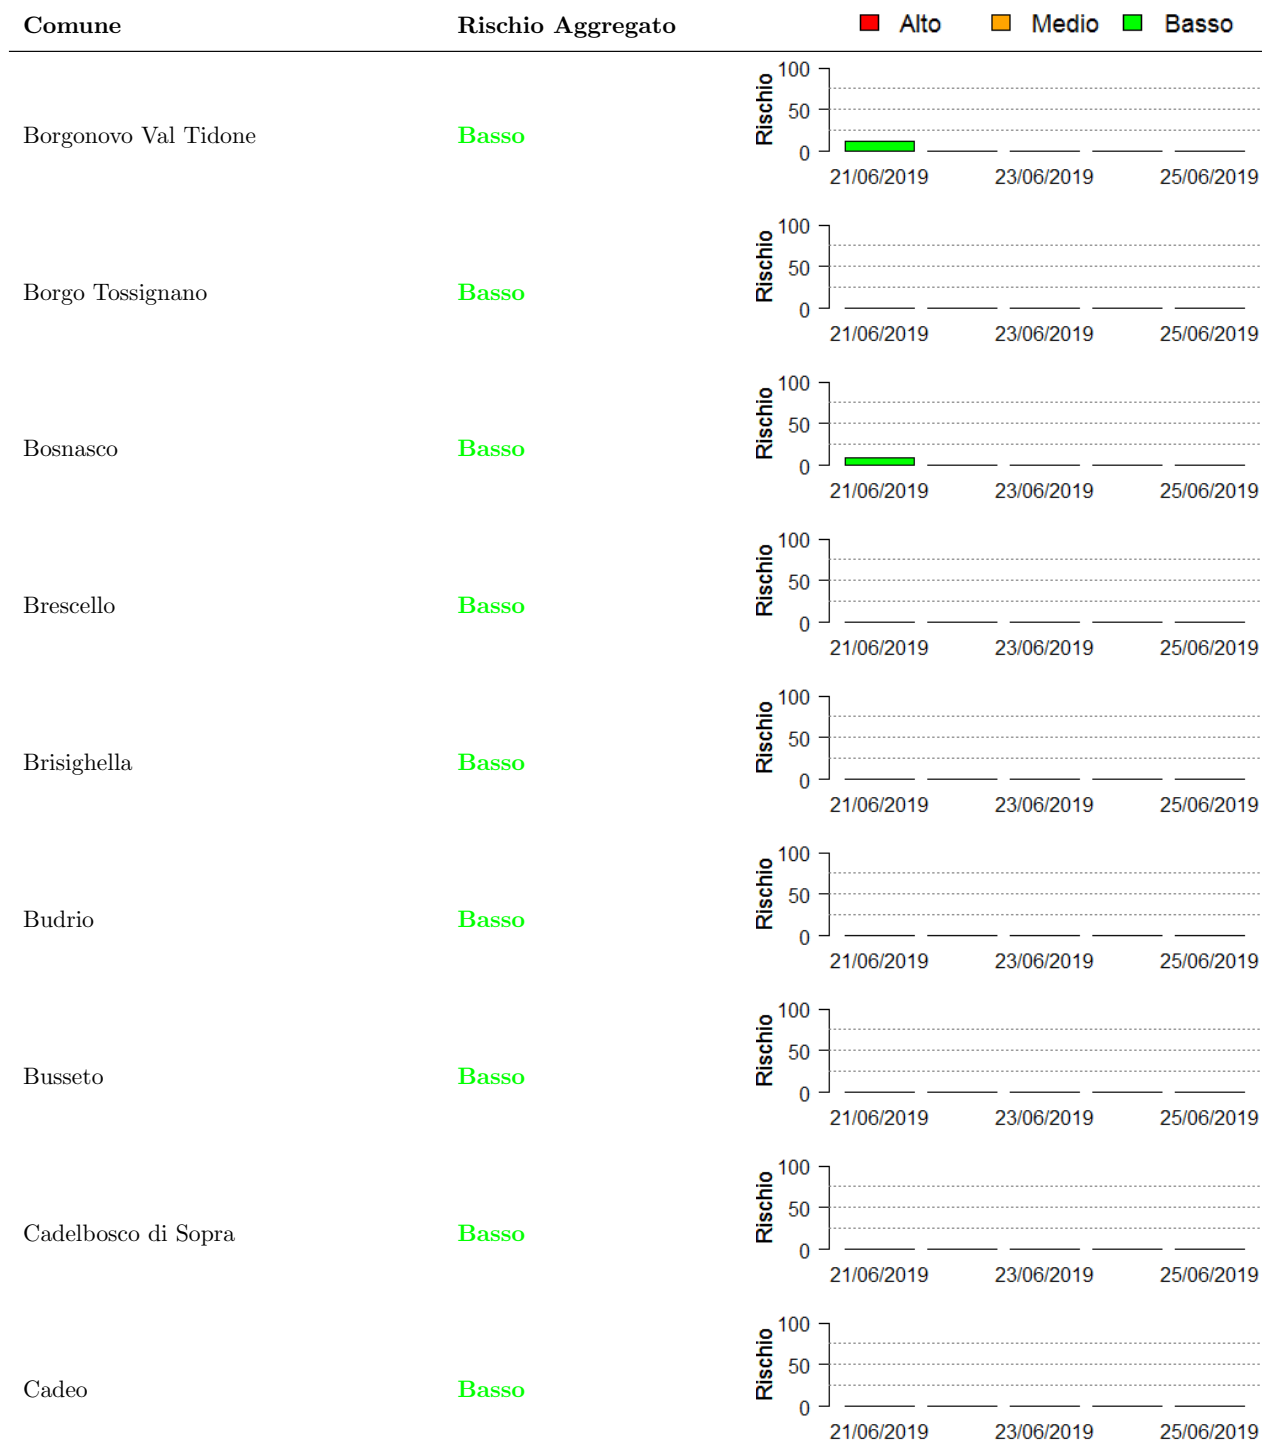 Comune Rischio Aggregato Alto Medio Basso
Borgonovo Val Tidone Basso
Rischio
100
50
0
21/06/2019 23/06/2019 25/06/2019
Borgo Tossignano Basso
Rischio
100
50
0
21/06/2019 23/06/2019 25/06/2019
Bosnasco Basso
Rischio
100
50
0
21/06/2019 23/06/2019 25/06/2019
Brescello Basso
Rischio
100
50
0
21/06/2019 23/06/2019 25/06/2019
Brisighella Basso
Rischio
100
50
0
21/06/2019 23/06/2019 25/06/2019
Budrio Basso
Rischio
100
50
0
21/06/2019 23/06/2019 25/06/2019
Busseto Basso
Rischio
100
50
0
21/06/2019 23/06/2019 25/06/2019
Cadelbosco di Sopra Basso
Rischio
100
50
0
21/06/2019 23/06/2019 25/06/2019
Cadeo Basso
Rischio
100
50
0
21/06/2019 23/06/2019 25/06/2019